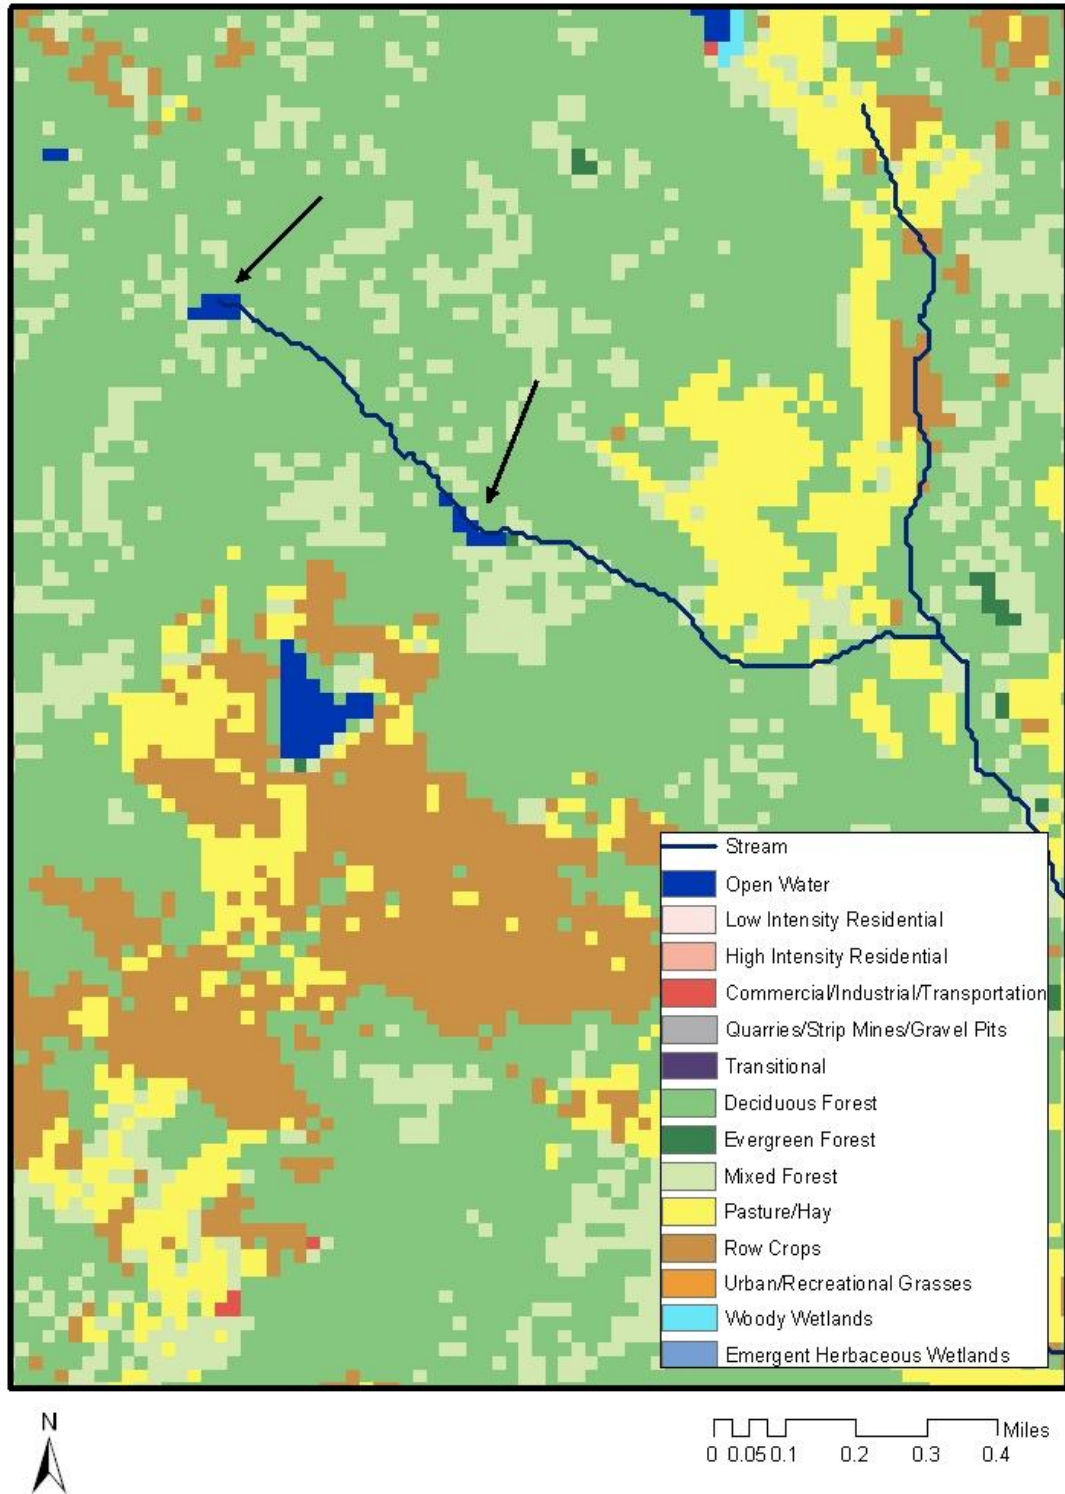 Stream
Open Water
Low Intensity Residential
High Intensity Residential
Commercial/Industrial/Transportation
Quarries/Strip Mines/Gravel Pits
Transitional
Deciduous Forest
Evergreen Forest
Mixed Forest
Pasture/Hay
Row Crops
Urban/Recreational Grasses
Woody Wetlands
Emergent Herbaceous Wetlands
N
Miles
0 0.05 0.1 0.2 0.3 0.4